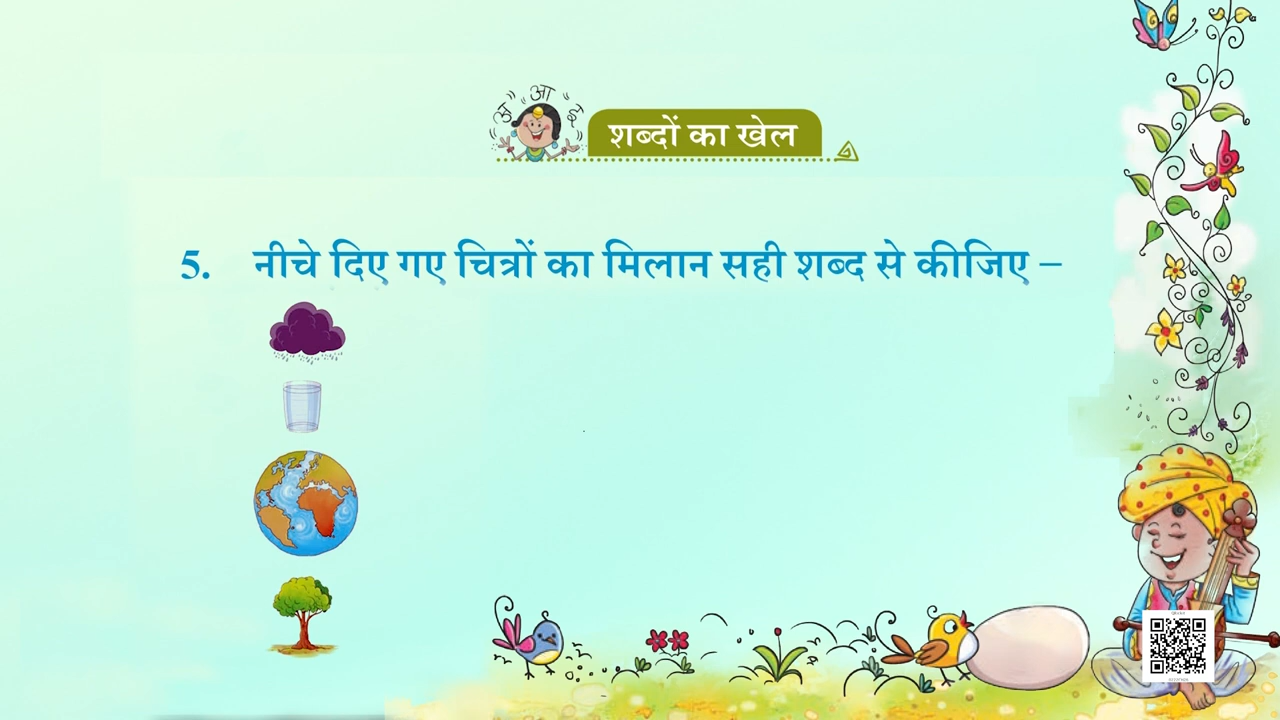 अ आ इ
शब्दों का खेल
5. नीचे दिए गए चित्रों का मिलान सही शब्द से कीजिए –